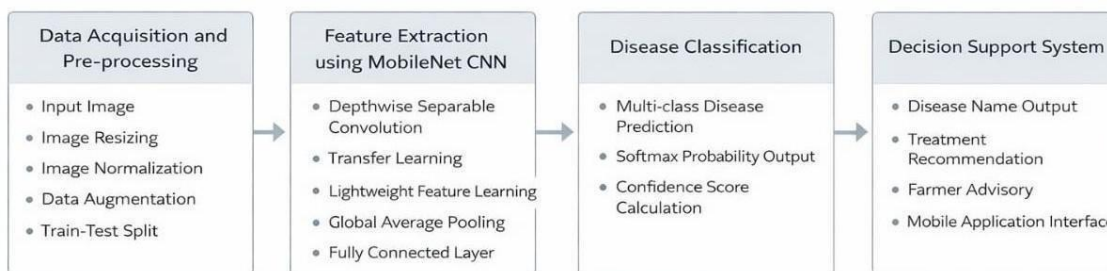 Data Acquisition and
Pre-processing
Input Image
Image Resizing
Image Normalization
Data Augmentation
Train-Test Split
Feature Extraction
using MobileNet CNN
Depthwise Separable
Convolution
Transfer Learning
Lightweight Feature Learning
Global Average Pooling
Fully Connected Layer
Disease Classification
Multi-class Disease
Prediction
Softmax Probability Output
Confidence Score
Calculation
Decision Support System
Disease Name Output
Treatment
Recommendation
Farmer Advisory
Mobile Application Interface